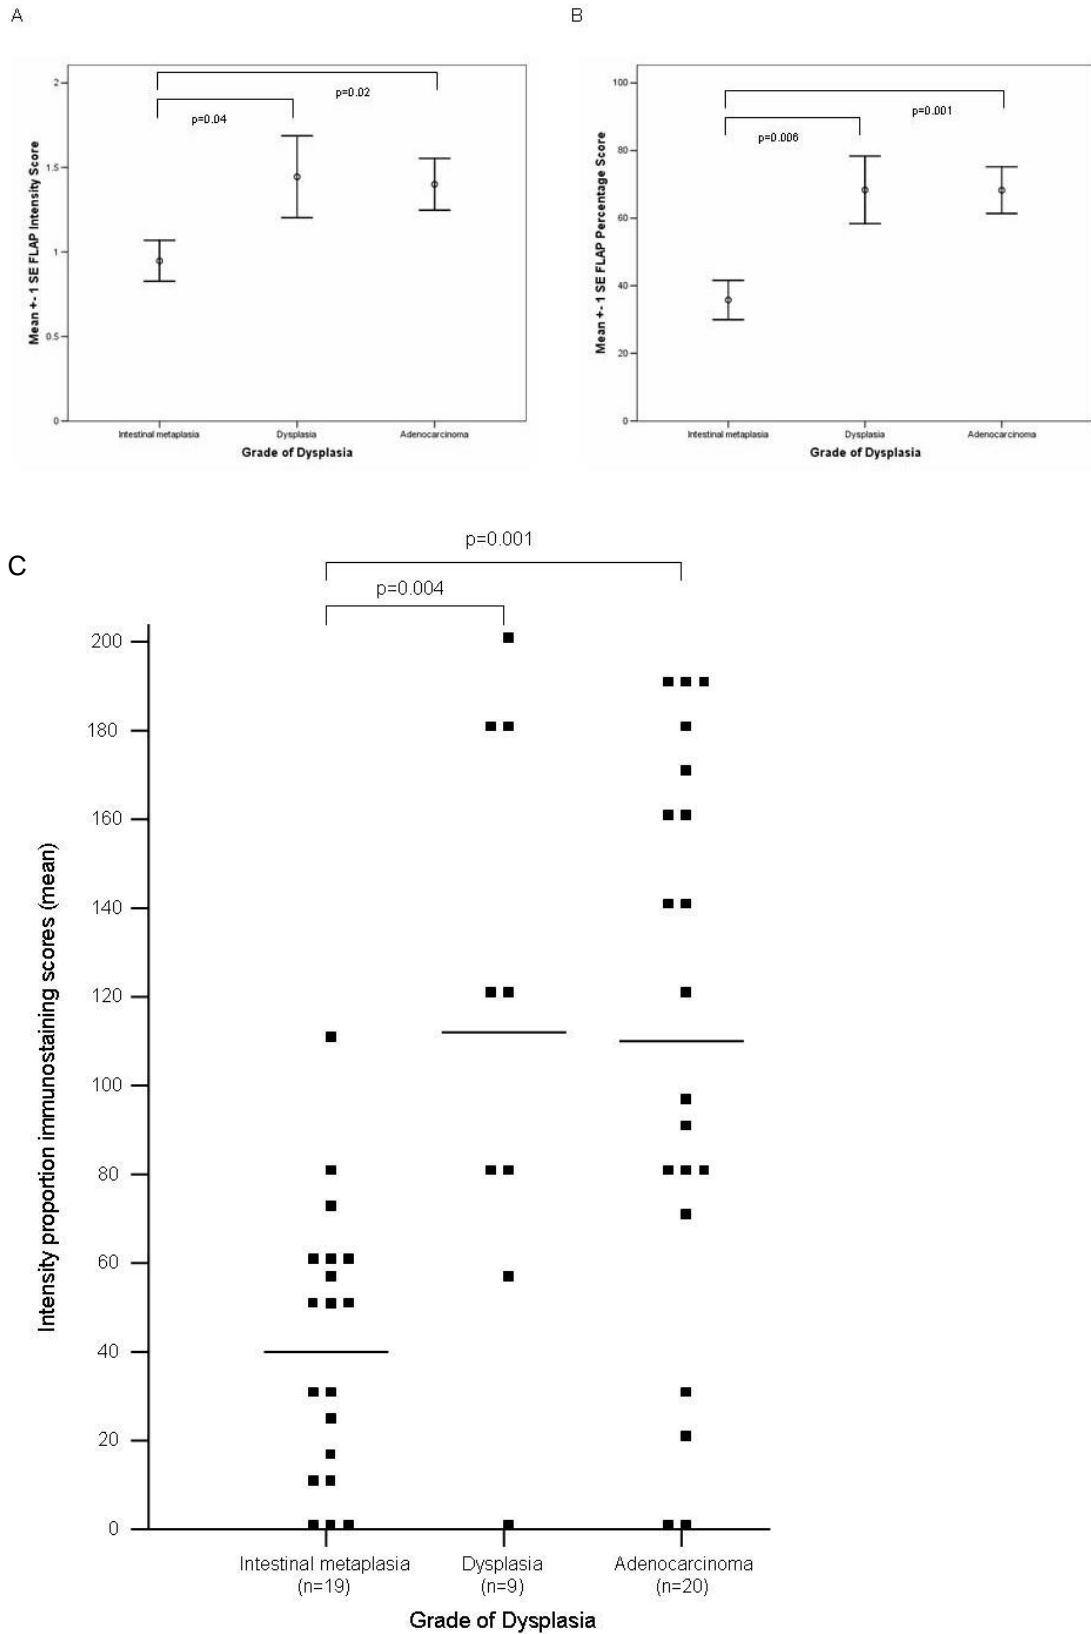 A
B
p=0.02
p=0.04
2
1.5
1
0.5
0
Mean +- 1 SE FLAP Intensity Score
Intestinal metaplasia
Dysplasia
Adenocarcinoma
Grade of Dysplasia
p=0.001
p=0.006
100
80
60
40
20
0
Mean +- 1 SE FLAP Percentage Score
Intestinal metaplasia
Dysplasia
Adenocarcinoma
Grade of Dysplasia
C
p=0.001
p=0.004
200
180
160
140
120
100
80
60
40
20
0
Intensity proportion immunostaining scores (mean)
Intestinal metaplasia
(n=19)
Dysplasia
(n=9)
Adenocarcinoma
(n=20)
Grade of Dysplasia